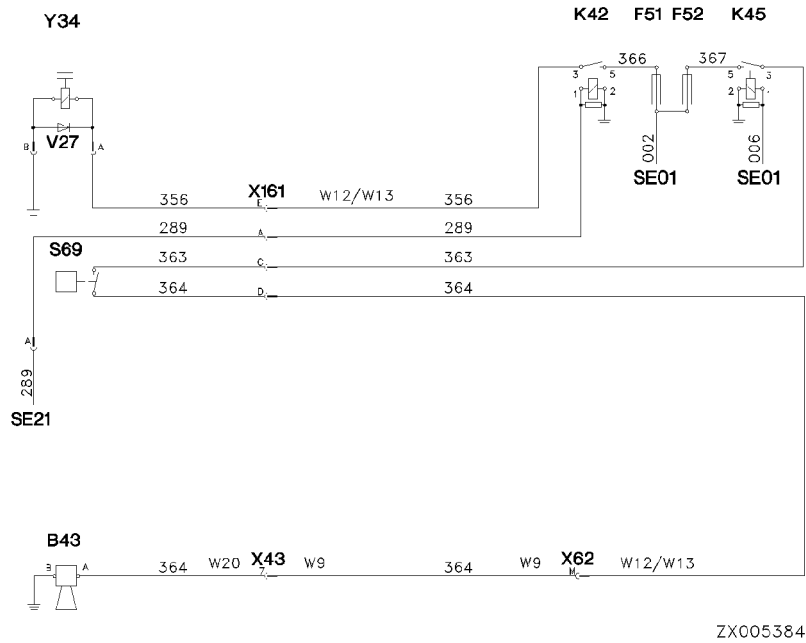 Y34
K42 F51 F52 K45
366 367
3 5 5 3
1 2 2 1
V27
B A
002 006
SE01 SE01
356 X161 W12/W13 356
E
289 A 289
S69
363 C 363
364 D 364
A
289
SE21
B43
B A
364 W20 X43 W9 364 W9 X62 W12/W13
7 M
ZX005384